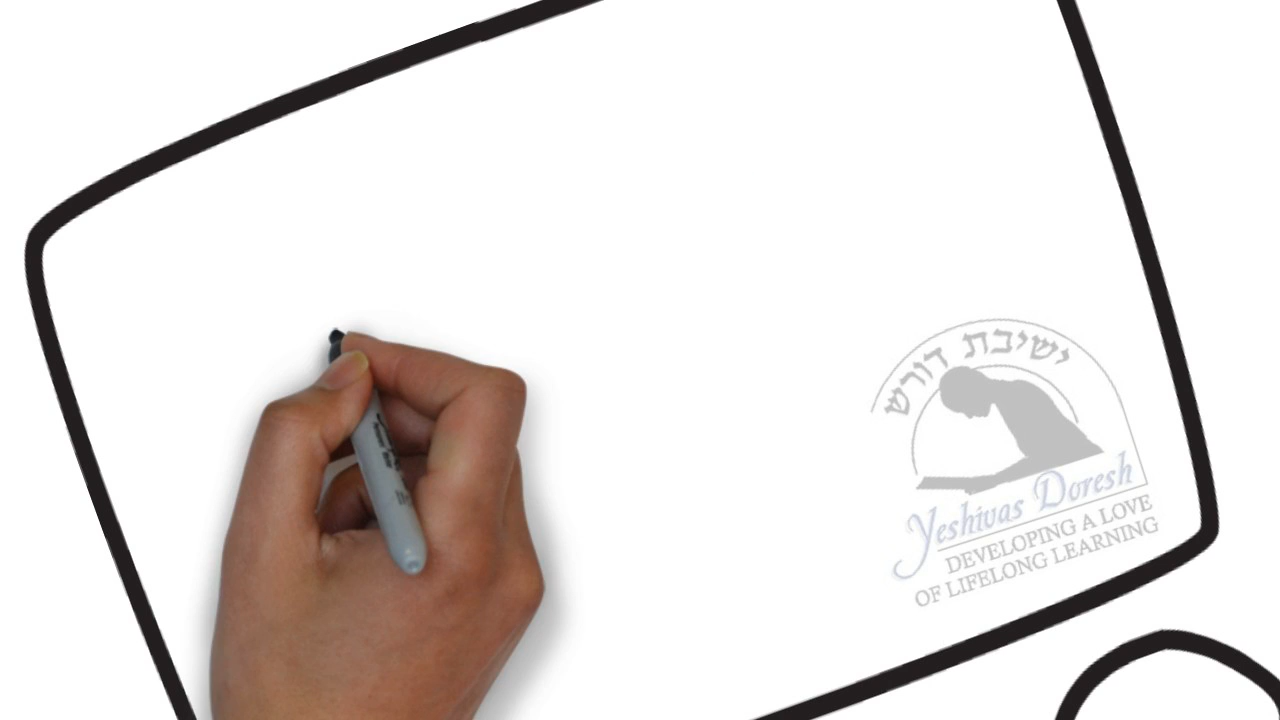 ישיבת דורש
Yeshivas Doresh
DEVELOPING A LOVE
OF LIFELONG LEARNING